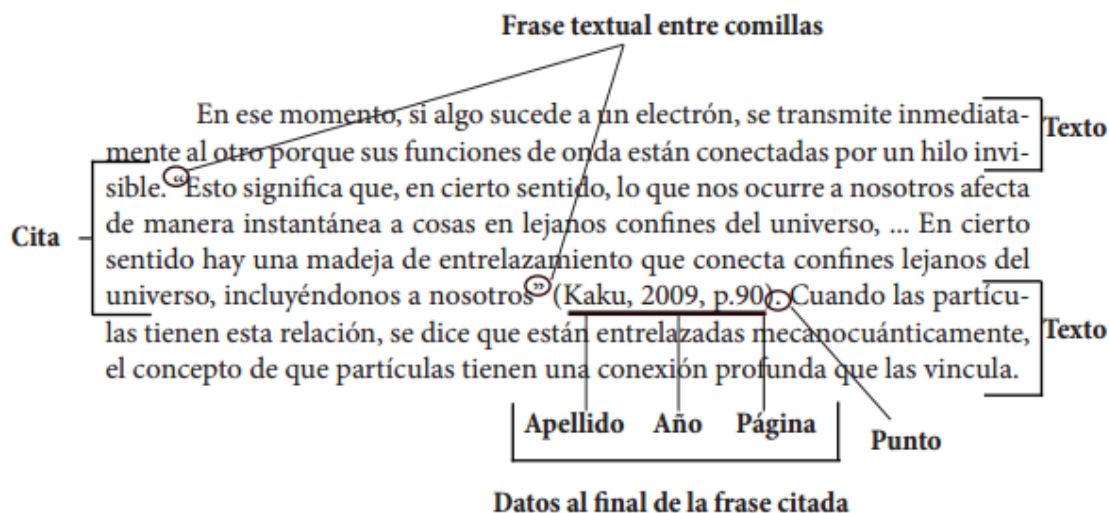 Frase textual entre comillas
En ese momento, si algo sucede a un electrón, se transmite inmediata-
mente al otro porque sus funciones de onda están conectadas por un hilo invi-
sible. “Esto significa que, en cierto sentido, lo que nos ocurre a nosotros afecta
de manera instantánea a cosas en lejanos confines del universo, ... En cierto
sentido hay una madeja de entrelazamiento que conecta confines lejanos del
universo, incluyéndonos a nosotros” (Kaku, 2009, p.90). Cuando las partícu-
las tienen esta relación, se dice que están entrelazadas mecanocuánticamente,
el concepto de que partículas tienen una conexión profunda que las vincula.
Texto
Cita
Texto
Apellido Año Página
Punto
Datos al final de la frase citada